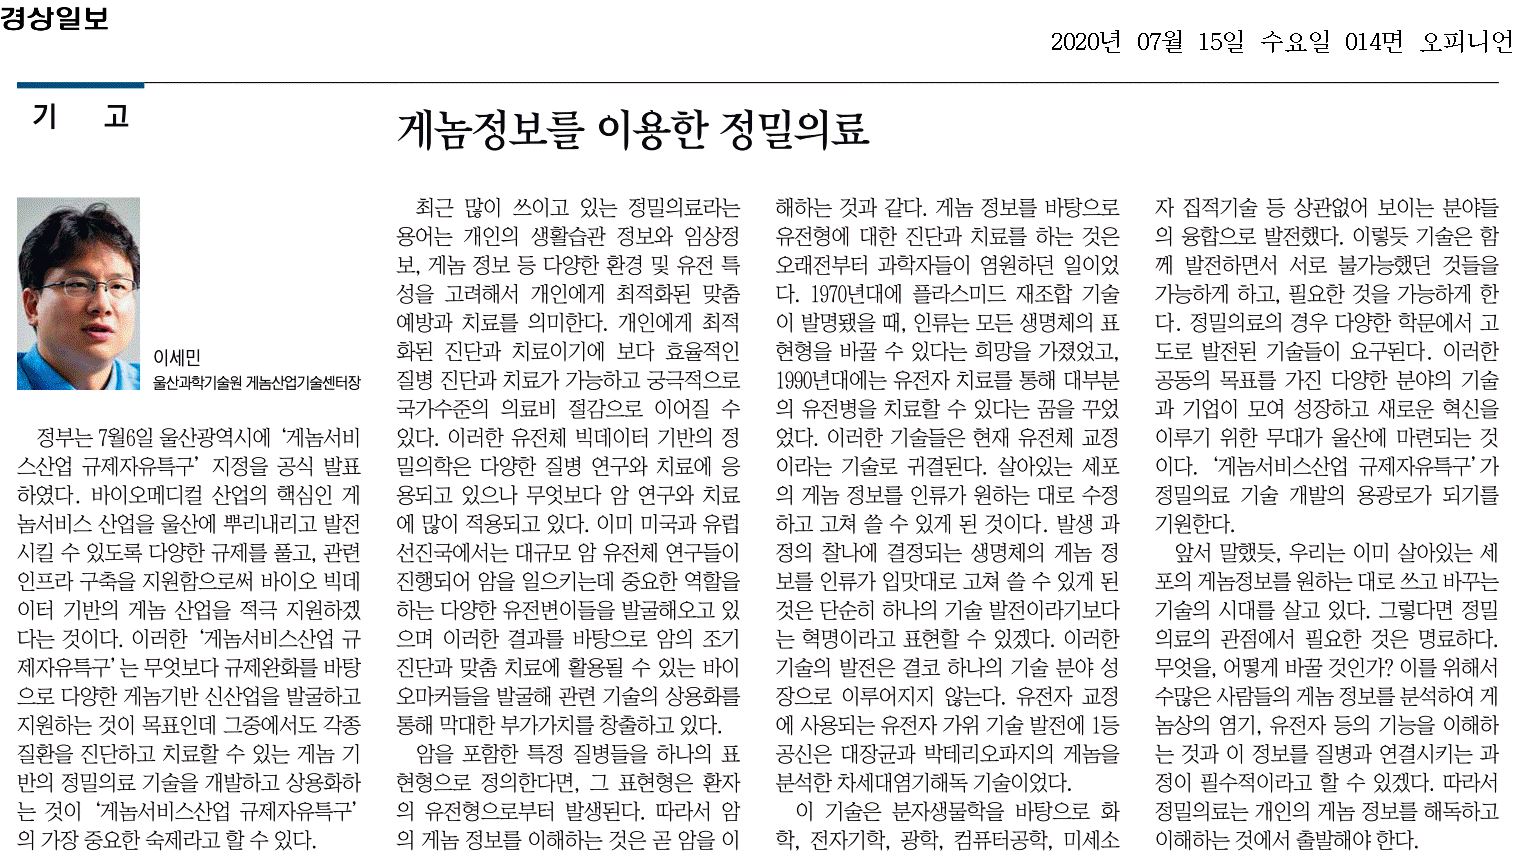 경상일보
2020년 07월 15일 수요일 014면 오피니언
기 고
게놈정보를 이용한 정밀의료
이세민
울산과학기술원 게놈산업기술센터장
정부는 7월6일 울산광역시에 ‘게놈서비
스산업 규제자유특구’ 지정을 공식 발표
하였다. 바이오메디컬 산업의 핵심인 게
놈서비스 산업을 울산에 뿌리내리고 발전
시킬 수 있도록 다양한 규제를 풀고, 관련
인프라 구축을 지원함으로써 바이오 빅데
이터 기반의 게놈 산업을 적극 지원하겠
다는 것이다. 이러한 ‘게놈서비스산업 규
제자유특구’는 무엇보다 규제완화를 바탕
으로 다양한 게놈기반 신산업을 발굴하고
지원하는 것이 목표인데 그중에서도 각종
질환을 진단하고 치료할 수 있는 게놈 기
반의 정밀의료 기술을 개발하고 상용화하
는 것이 ‘게놈서비스산업 규제자유특구’
의 가장 중요한 숙제라고 할 수 있다.
최근 많이 쓰이고 있는 정밀의료라는
용어는 개인의 생활습관 정보와 임상정
보, 게놈 정보 등 다양한 환경 및 유전 특
성을 고려해서 개인에게 최적화된 맞춤
예방과 치료를 의미한다. 개인에게 최적
화된 진단과 치료이기에 보다 효율적인
질병 진단과 치료가 가능하고 궁극적으로
국가수준의 의료비 절감으로 이어질 수
있다. 이러한 유전체 빅데이터 기반의 정
밀의학은 다양한 질병 연구와 치료에 응
용되고 있으나 무엇보다 암 연구와 치료
에 많이 적용되고 있다. 이미 미국과 유럽
선진국에서는 대규모 암 유전체 연구들이
진행되어 암을 일으키는데 중요한 역할을
하는 다양한 유전변이들을 발굴해오고 있
으며 이러한 결과를 바탕으로 암의 조기
진단과 맞춤 치료에 활용될 수 있는 바이
오마커들을 발굴해 관련 기술의 상용화를
통해 막대한 부가가치를 창출하고 있다.
암을 포함한 특정 질병들을 하나의 표
현형으로 정의한다면, 그 표현형은 환자
의 유전형으로부터 발생된다. 따라서 암
의 게놈 정보를 이해하는 것은 곧 암을 이
해하는 것과 같다. 게놈 정보를 바탕으로
유전형에 대한 진단과 치료를 하는 것은
오래전부터 과학자들이 염원하던 일이었
다. 1970년대에 플라스미드 재조합 기술
이 발명됐을 때, 인류는 모든 생명체의 표
현형을 바꿀 수 있다는 희망을 가졌었고,
1990년대에는 유전자 치료를 통해 대부분
의 유전병을 치료할 수 있다는 꿈을 꾸었
었다. 이러한 기술들은 현재 유전체 교정
이라는 기술로 귀결된다. 살아있는 세포
의 게놈 정보를 인류가 원하는 대로 수정
하고 고쳐 쓸 수 있게 된 것이다. 발생 과
정의 찰나에 결정되는 생명체의 게놈 정
보를 인류가 입맛대로 고쳐 쓸 수 있게 된
것은 단순히 하나의 기술 발전이라기보다
는 혁명이라고 표현할 수 있겠다. 이러한
기술의 발전은 결코 하나의 기술 분야 성
장으로 이루어지지 않는다. 유전자 교정
에 사용되는 유전자 가위 기술 발전에 1등
공신은 대장균과 박테리오파지의 게놈을
분석한 차세대염기해독 기술이었다.
이 기술은 분자생물학을 바탕으로 화
학, 전자기학, 광학, 컴퓨터공학, 미세소
자 집적기술 등 상관없어 보이는 분야들
의 융합으로 발전했다. 이렇듯 기술은 함
께 발전하면서 서로 불가능했던 것들을
가능하게 하고, 필요한 것을 가능하게 한
다. 정밀의료의 경우 다양한 학문에서 고
도로 발전된 기술들이 요구된다. 이러한
공동의 목표를 가진 다양한 분야의 기술
과 기업이 모여 성장하고 새로운 혁신을
이루기 위한 무대가 울산에 마련되는 것
이다. ‘게놈서비스산업 규제자유특구’가
정밀의료 기술 개발의 용광로가 되기를
기원한다.
앞서 말했듯, 우리는 이미 살아있는 세
포의 게놈정보를 원하는 대로 쓰고 바꾸는
기술의 시대를 살고 있다. 그렇다면 정밀
의료의 관점에서 필요한 것은 명료하다.
무엇을, 어떻게 바꿀 것인가? 이를 위해서
수많은 사람들의 게놈 정보를 분석하여 게
놈상의 염기, 유전자 등의 기능을 이해하
는 것과 이 정보를 질병과 연결시키는 과
정이 필수적이라고 할 수 있겠다. 따라서
정밀의료는 개인의 게놈 정보를 해독하고
이해하는 것에서 출발해야 한다.